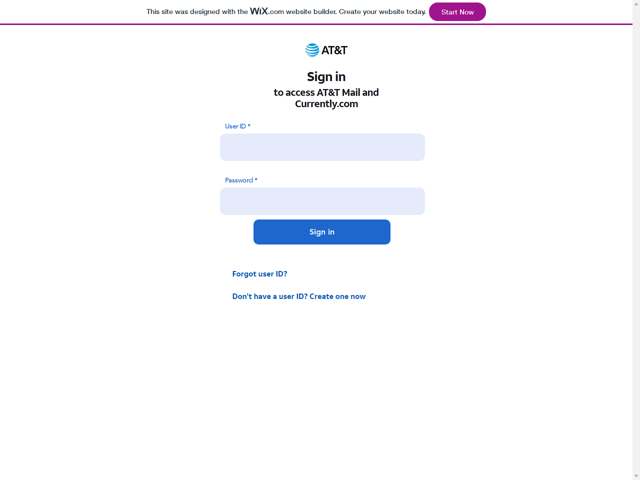 This site was designed with the WiX.com website builder. Create your website today. Start Now
AT&T
Sign in
to access AT&T Mail and
Currently.com
User ID *
Password *
Sign in
Forgot user ID?
Don't have a user ID? Create one now